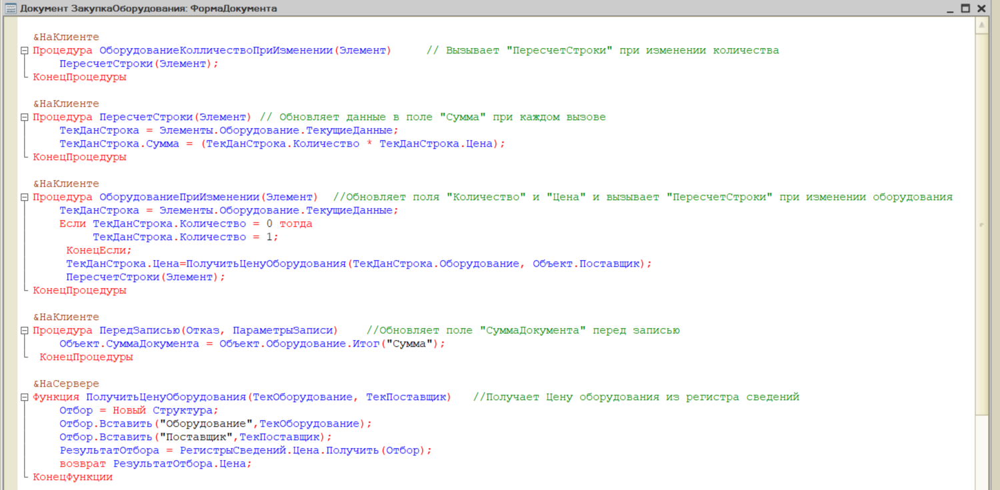 Документ ЗакупкаОборудования: ФормаДокумента
&НаКлиенте
Процедура ОборудованиеКолличествоПриИзменении(Элемент) // Вызывает "ПересчетСтроки" при изменении количества
ПересчетСтроки(Элемент);
КонецПроцедуры
&НаКлиенте
Процедура ПересчетСтроки(Элемент) // Обновляет данные в поле "Сумма" при каждом вызове
ТекДанСтрока = Элементы.Оборудование.ТекущиеДанные;
ТекДанСтрока.Сумма = (ТекДанСтрока.Количество * ТекДанСтрока.Цена);
КонецПроцедуры
&НаКлиенте
Процедура ОборудованиеПриИзменении(Элемент) //Обновляет поля "Количество" и "Цена" и вызывает "ПересчетСтроки" при изменении оборудования
ТекДанСтрока = Элементы.Оборудование.ТекущиеДанные;
Если ТекДанСтрока.Количество = 0 тогда
ТекДанСтрока.Количество = 1;
КонецЕсли;
ТекДанСтрока.Цена=ПолучитьЦенуОборудования(ТекДанСтрока.Оборудование, Объект.Поставщик);
ПересчетСтроки(Элемент);
КонецПроцедуры
&НаКлиенте
Процедура ПередЗаписью(Отказ, ПараметрыЗаписи) //Обновляет поле "СуммаДокумента" перед записью
Объект.СуммаДокумента = Объект.Оборудование.Итог("Сумма");
КонецПроцедуры
&НаСервере
Функция ПолучитьЦенуОборудования(ТекОборудование, ТекПоставщик) //Получает Цену оборудования из регистра сведений
Отбор = Новый Структура;
Отбор.Вставить("Оборудование",ТекОборудование);
Отбор.Вставить("Поставщик",ТекПоставщик);
РезультатОтбора = РегистрыСведений.Цена.Получить(Отбор);
возврат РезультатОтбора.Цена;
КонецФункции